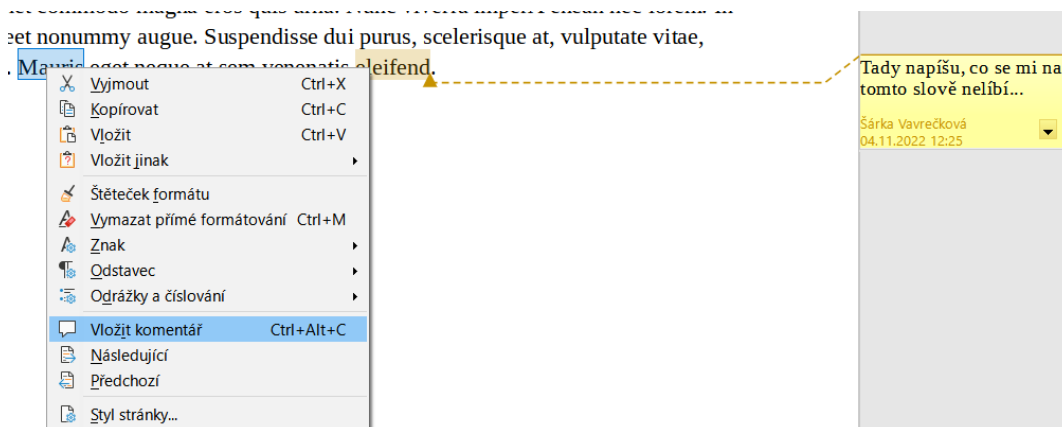 eet nonummy augue. Suspendisse dui purus, scelerisque at, vulputate vitae,
. Mauris eget neque at sem venenatis eleifend.
Vyjmout Ctrl+X
Kopírovat Ctrl+C
Vložit Ctrl+V
Vložit jinak
Štěteček formátu
Vymazat přímé formátování Ctrl+M
Znak
Odstavec
Odrážky a číslování
Vložit komentář Ctrl+Alt+C
Následující
Předchozí
Styl stránky...
Tady napíšu, co se mi na
tomto slově nelíbí...
Šárka Vavrečková
04.11.2022 12:25